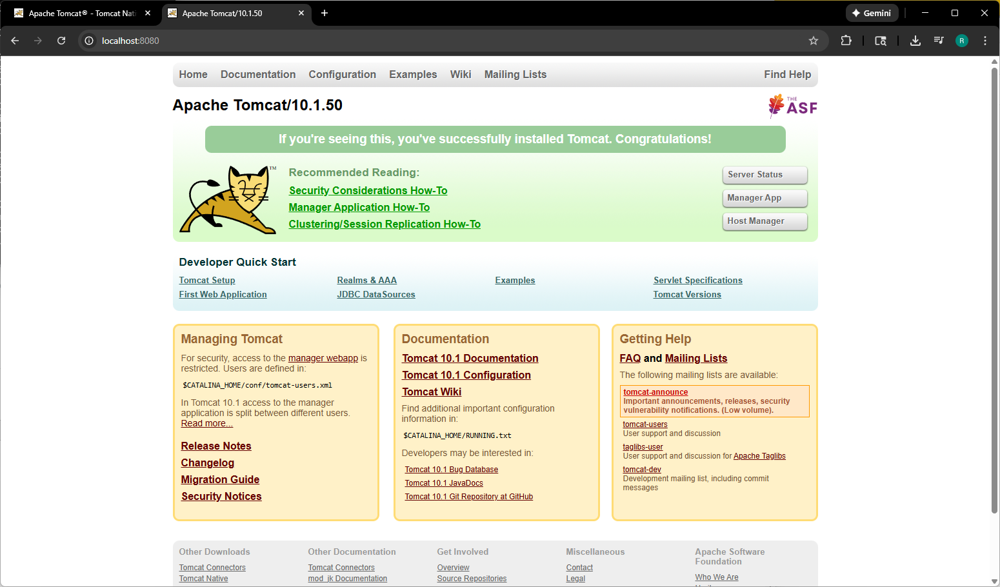 Apache Tomcat® - Tomcat Nati
Apache Tomcat/10.1.50
Gemini
localhost:8080
R
Home Documentation Configuration Examples Wiki Mailing Lists Find Help
Apache Tomcat/10.1.50
THE
ASF
If you're seeing this, you've successfully installed Tomcat. Congratulations!
TM
Recommended Reading:
Security Considerations How-To
Manager Application How-To
Clustering/Session Replication How-To
Server Status
Manager App
Host Manager
Developer Quick Start
Tomcat Setup
First Web Application
Realms & AAA
JDBC DataSources
Examples
Servlet Specifications
Tomcat Versions
Managing Tomcat
For security, access to the manager webapp is
restricted. Users are defined in:
$CATALINA_HOME/conf/tomcat-users.xml
In Tomcat 10.1 access to the manager
application is split between different users.
Read more...
Release Notes
Changelog
Migration Guide
Security Notices
Documentation
Tomcat 10.1 Documentation
Tomcat 10.1 Configuration
Tomcat Wiki
Find additional important configuration
information in:
$CATALINA_HOME/RUNNING.txt
Developers may be interested in:
Tomcat 10.1 Bug Database
Tomcat 10.1 JavaDocs
Tomcat 10.1 Git Repository at GitHub
Getting Help
FAQ and Mailing Lists
The following mailing lists are available:
tomcat-announce
Important announcements, releases, security
vulnerability notifications. (Low volume).
tomcat-users
User support and discussion
taglibs-user
User support and discussion for Apache Taglibs
tomcat-dev
Development mailing list, including commit
messages
Other Downloads
Tomcat Connectors
Tomcat Native
Other Documentation
Tomcat Connectors
mod_jk Documentation
Get Involved
Overview
Source Repositories
Miscellaneous
Contact
Legal
Apache Software
Foundation
Who We Are